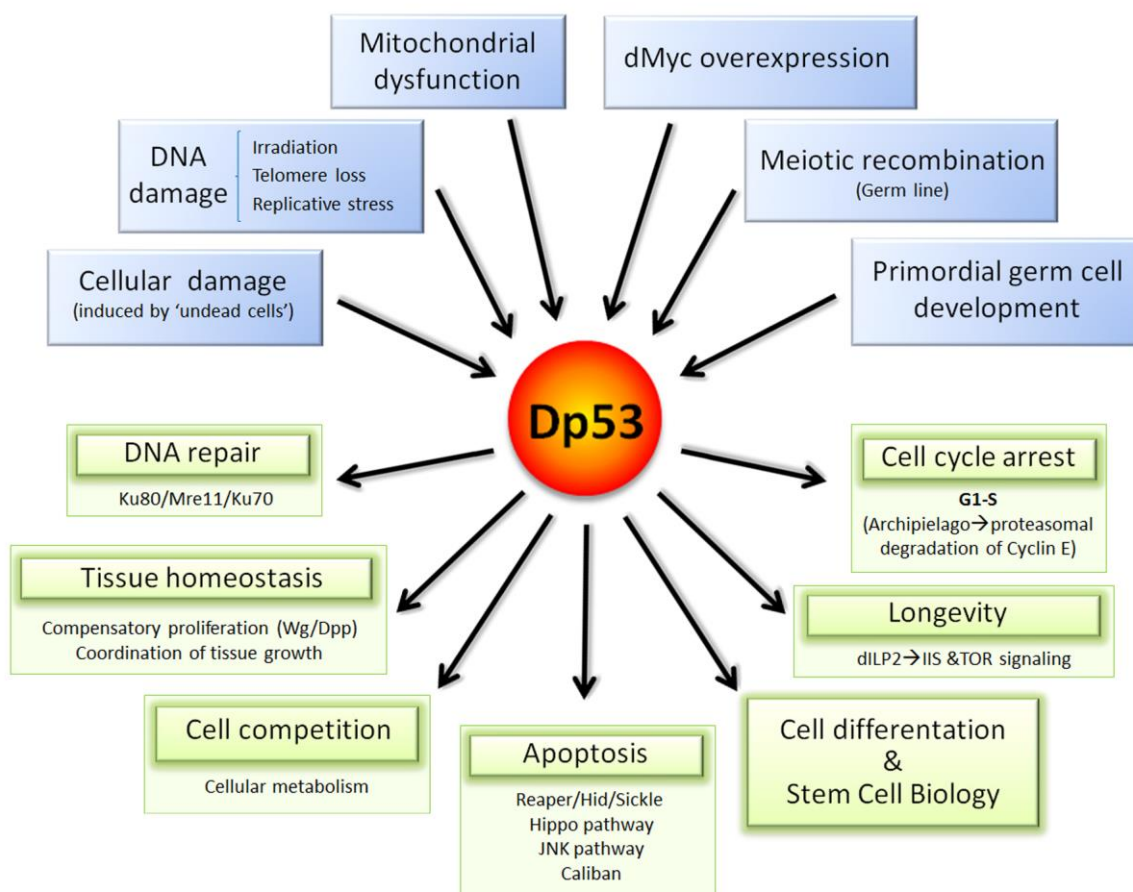 Mitochondrial
dysfunction
dMyc overexpression
DNA
damage
Irradiation
Telomere loss
Replicative stress
Meiotic recombination
(Germ line)
Cellular damage
(induced by ‘undead cells’)
Primordial germ cell
development
Dp53
DNA repair
Ku80/Mre11/Ku70
Cell cycle arrest
G1-S
(Archipielago→proteasomal
degradation of Cyclin E)
Tissue homeostasis
Compensatory proliferation (Wg/Dpp)
Coordination of tissue growth
Longevity
dILP2→IIS &TOR signaling
Cell competition
Cellular metabolism
Apoptosis
Reaper/Hid/Sickle
Hippo pathway
JNK pathway
Caliban
Cell differentation
&
Stem Cell Biology